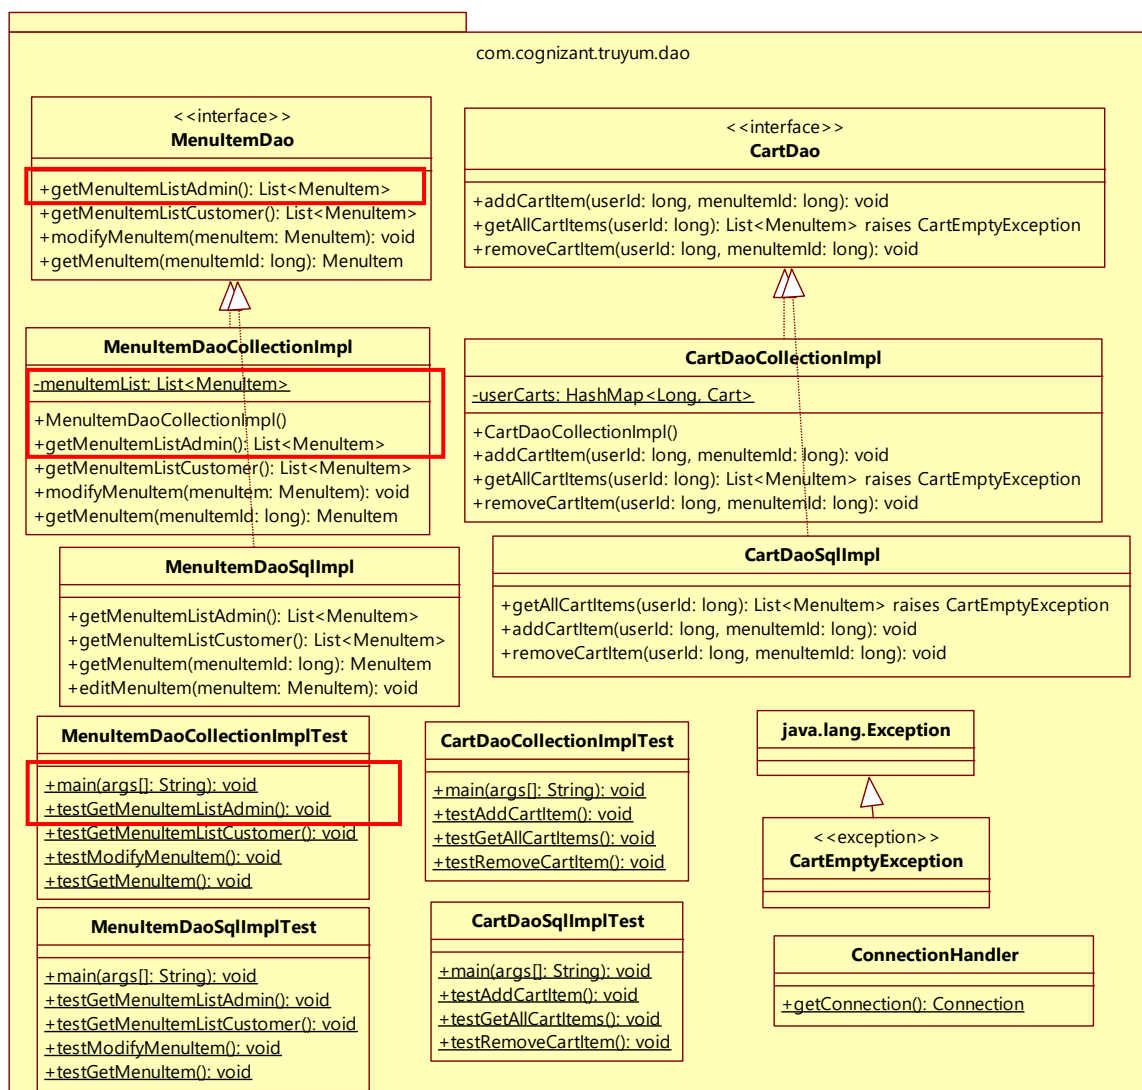 com.cognizant.truyum.dao
<<interface>>
MenuItemDao
+getMenuItemListAdmin(): List<MenuItem>
+getMenuItemListCustomer(): List<MenuItem>
+modifyMenuItem(menuItem: MenuItem): void
+getMenuItem(menuItemId: long): MenuItem
<<interface>>
CartDao
+addCartItem(userId: long, menuItemId: long): void
+getAllCartItems(userId: long): List<MenuItem> raises CartEmptyException
+removeCartItem(userId: long, menuItemId: long): void
MenuItemDaoCollectionImpl
-menuItemList: List<MenuItem>
+MenuItemDaoCollectionImpl()
+getMenuItemListAdmin(): List<MenuItem>
+getMenuItemListCustomer(): List<MenuItem>
+modifyMenuItem(menuItem: MenuItem): void
+getMenuItem(menuItemId: long): MenuItem
CartDaoCollectionImpl
-userCarts: HashMap<Long, Cart>
+CartDaoCollectionImpl()
+addCartItem(userId: long, menuItemId: long): void
+getAllCartItems(userId: long): List<MenuItem> raises CartEmptyException
+removeCartItem(userId: long, menuItemId: long): void
MenuItemDaoSqlImpl
+getMenuItemListAdmin(): List<MenuItem>
+getMenuItemListCustomer(): List<MenuItem>
+getMenuItem(menuItemId: long): MenuItem
+editMenuItem(menuItem: MenuItem): void
CartDaoSqlImpl
+getAllCartItems(userId: long): List<MenuItem> raises CartEmptyException
+addCartItem(userId: long, menuItemId: long): void
+removeCartItem(userId: long, menuItemId: long): void
MenuItemDaoCollectionImplTest
+main(args[]: String): void
+testGetMenuItemListAdmin(): void
+testGetMenuItemListCustomer(): void
+testModifyMenuItem(): void
+testGetMenuItem(): void
CartDaoCollectionImplTest
+main(args[]: String): void
+testAddCartItem(): void
+testGetAllCartItems(): void
+testRemoveCartItem(): void
java.lang.Exception
<<exception>>
CartEmptyException
MenuItemDaoSqlImplTest
+main(args[]: String): void
+testGetMenuItemListAdmin(): void
+testGetMenuItemListCustomer(): void
+testModifyMenuItem(): void
+testGetMenuItem(): void
CartDaoSqlImplTest
+main(args[]: String): void
+testAddCartItem(): void
+testGetAllCartItems(): void
+testRemoveCartItem(): void
ConnectionHandler
+getConnection(): Connection